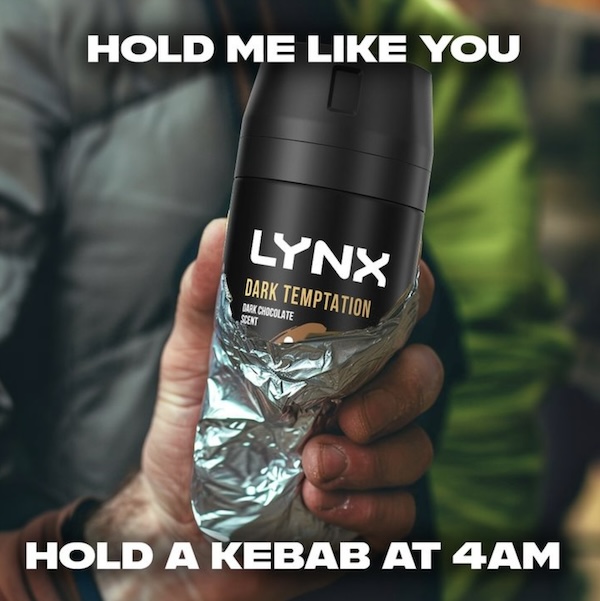 HOLD ME LIKE YOU
LYNX
DARK TEMPTATION
DARK CHOCOLATE
SCENT
HOLD A KEBAB AT 4AM